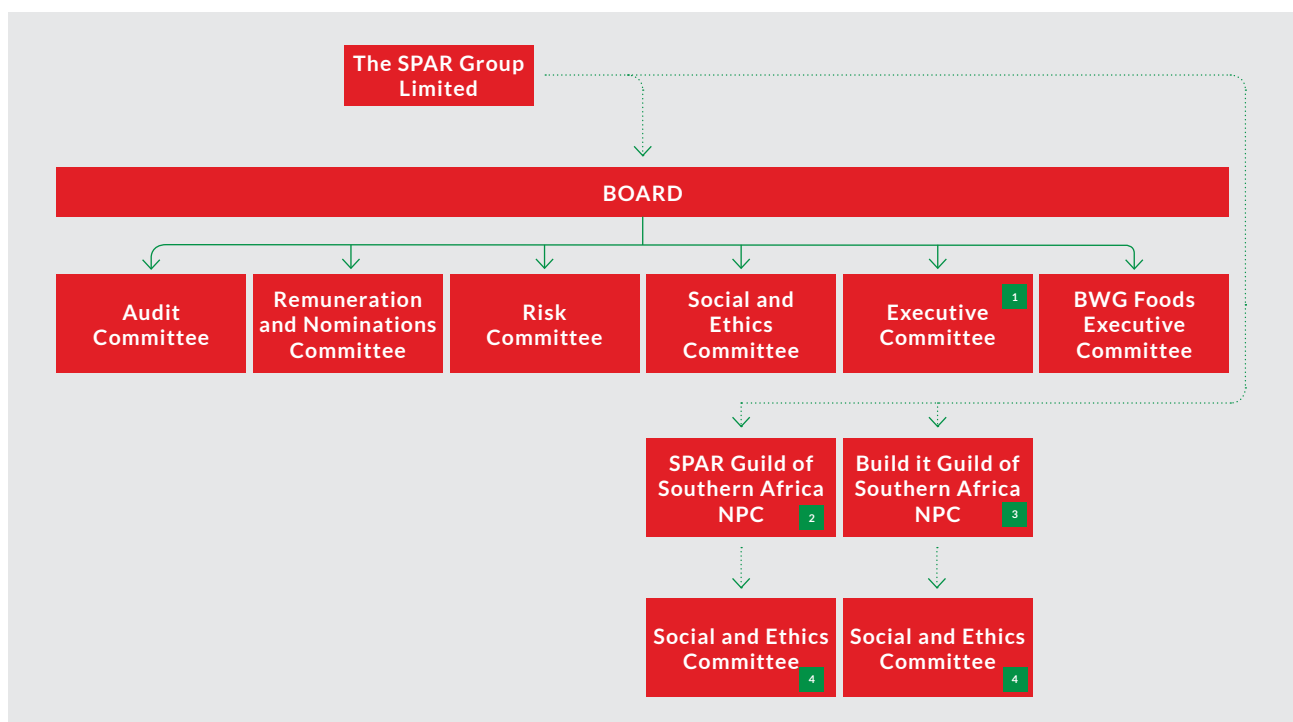 The SPAR Group
Limited
BOARD
Audit
Committee
Remuneration
and Nominations
Committee
Risk
Committee
Social and
Ethics
Committee
1
Executive
Committee
BWG Foods
Executive
Committee
SPAR Guild of
Southern Africa
NPC
2
Build it Guild of
Southern Africa
NPC
3
Social and Ethics
Committee
4
Social and Ethics
Committee
4